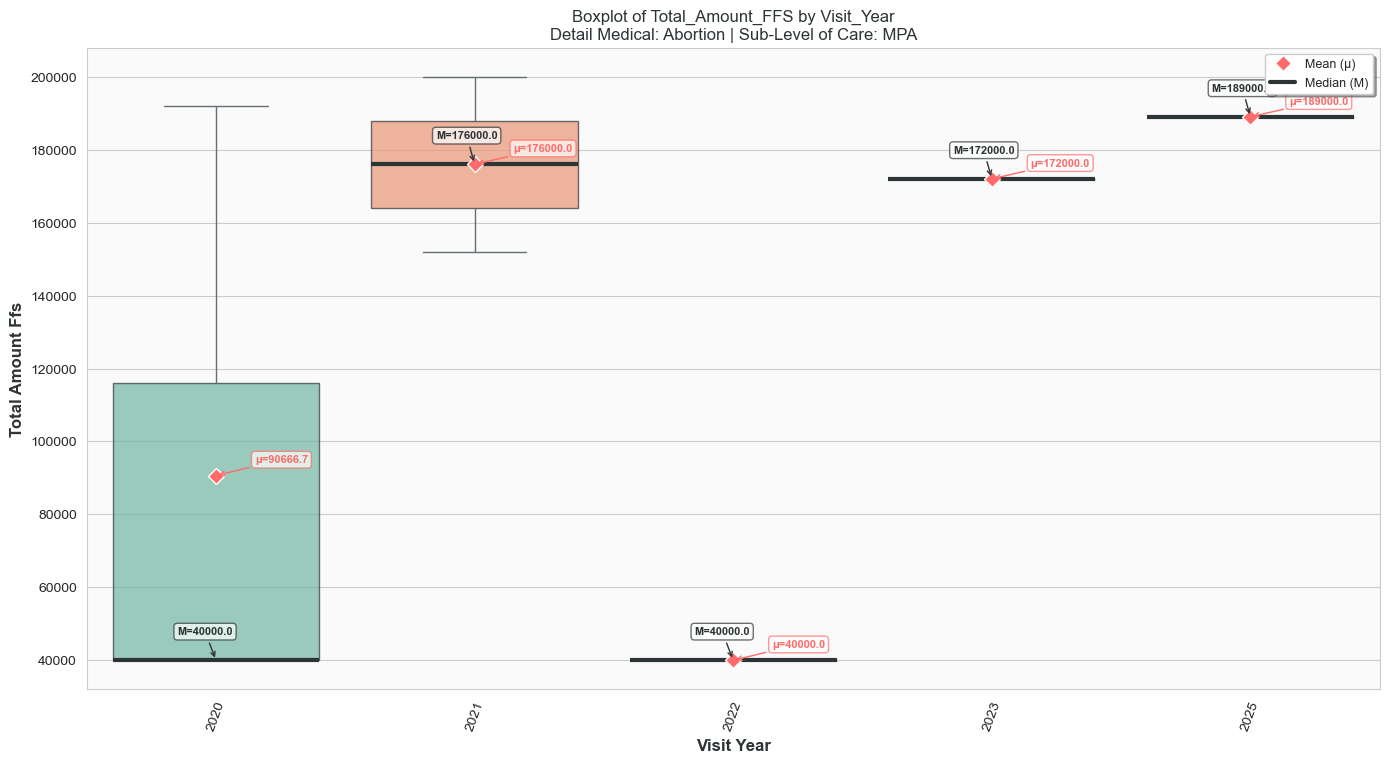 Boxplot of Total_Amount_FFS by Visit_Year
Detail Medical: Abortion | Sub-Level of Care: MPA
Mean (μ)
Median (M)
Total Amount Ffs
200000
180000
160000
140000
120000
100000
80000
60000
40000
μ=90666.7
M=40000.0
M=176000.0
μ=176000.0
M=40000.0
μ=40000.0
M=172000.0
μ=172000.0
M=189000.
μ=189000.0
2020
2021
2022
2023
2025
Visit Year